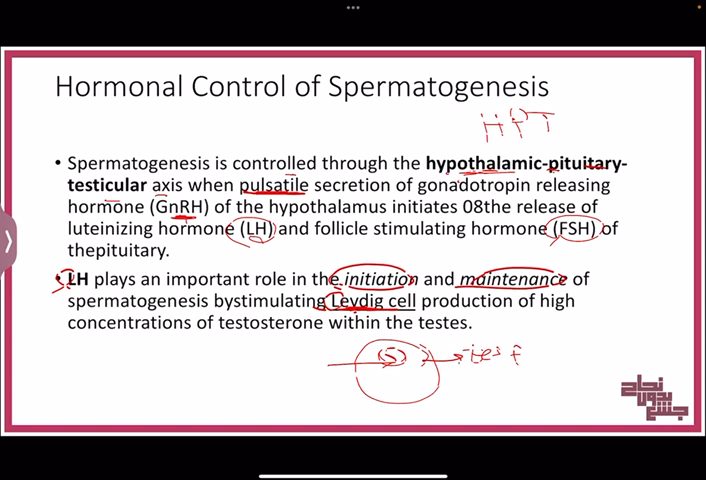 Hormonal Control of Spermatogenesis
H P T
• Spermatogenesis is controlled through the hypothalamic-pituitary-
testicular axis when pulsatile secretion of gonadotropin releasing
hormone (GnRH) of the hypothalamus initiates 08the release of
luteinizing hormone (LH) and follicle stimulating hormone (FSH) of
thepituitary.
• LH plays an important role in the initiation and maintenance of
spermatogenesis bystimulating Leydig cell production of high
concentrations of testosterone within the testes.
نجاح
بدون
جشع